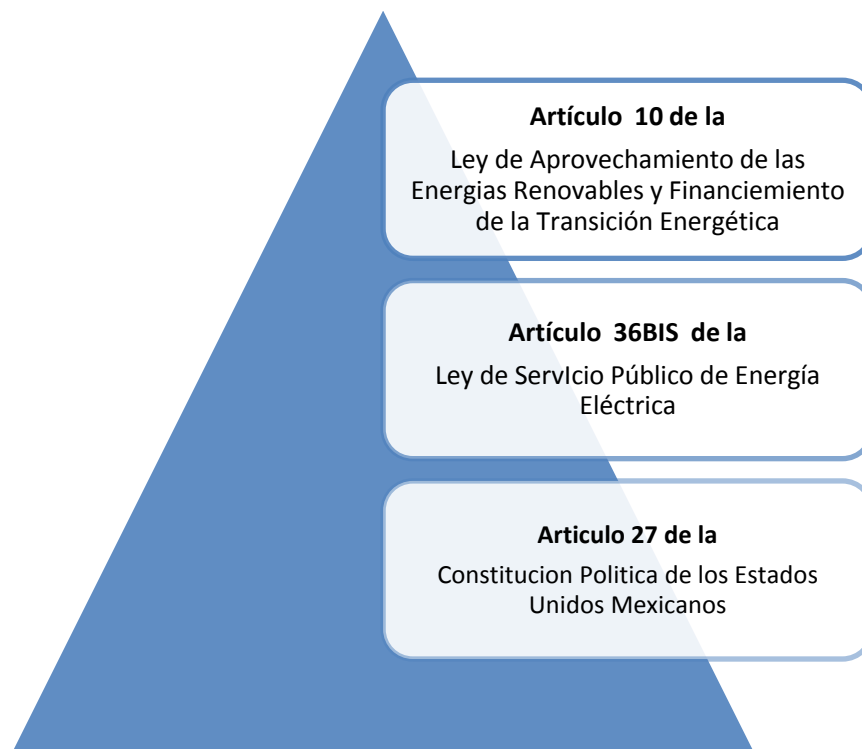 Artículo 10 de la
Ley de Aprovechamiento de las
Energias Renovables y Financiemiento
de la Transición Energética
Artículo 36BIS de la
Ley de ServIcio Público de Energía
Eléctrica
Articulo 27 de la
Constitucion Politica de los Estados
Unidos Mexicanos